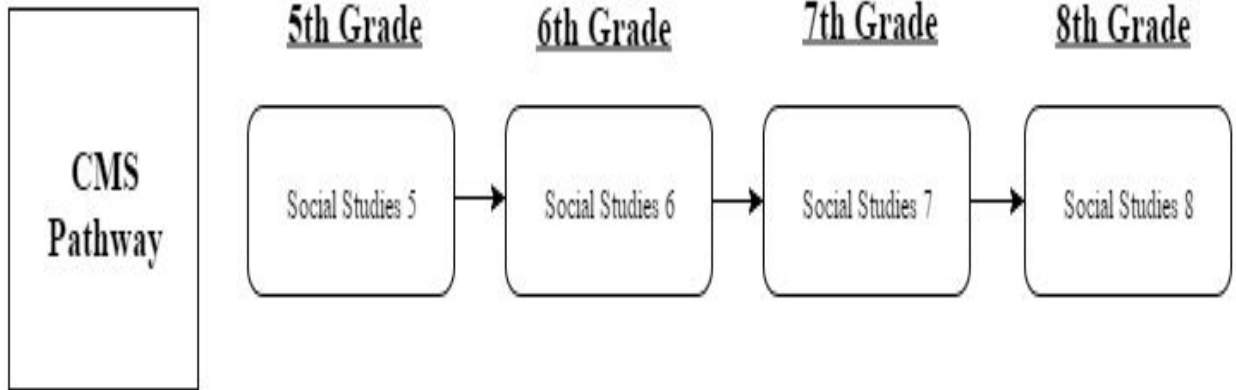 5th Grade
6th Grade
7th Grade
8th Grade
CMS
Pathway
Social Studies 5
Social Studies 6
Social Studies 7
Social Studies 8